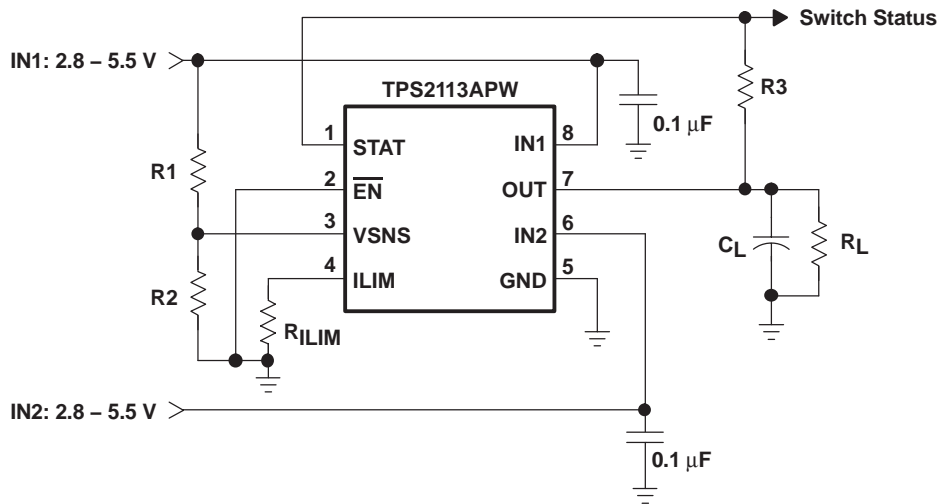 Switch Status
IN1: 2.8 – 5.5 V
TPS2113APW
R3
0.1 μF
1
STAT
IN1
8
R1
2
EN
OUT
7
3
VSNS
IN2
6
CL
RL
4
ILIM
GND
5
R2
RILIM
IN2: 2.8 – 5.5 V
0.1 μF